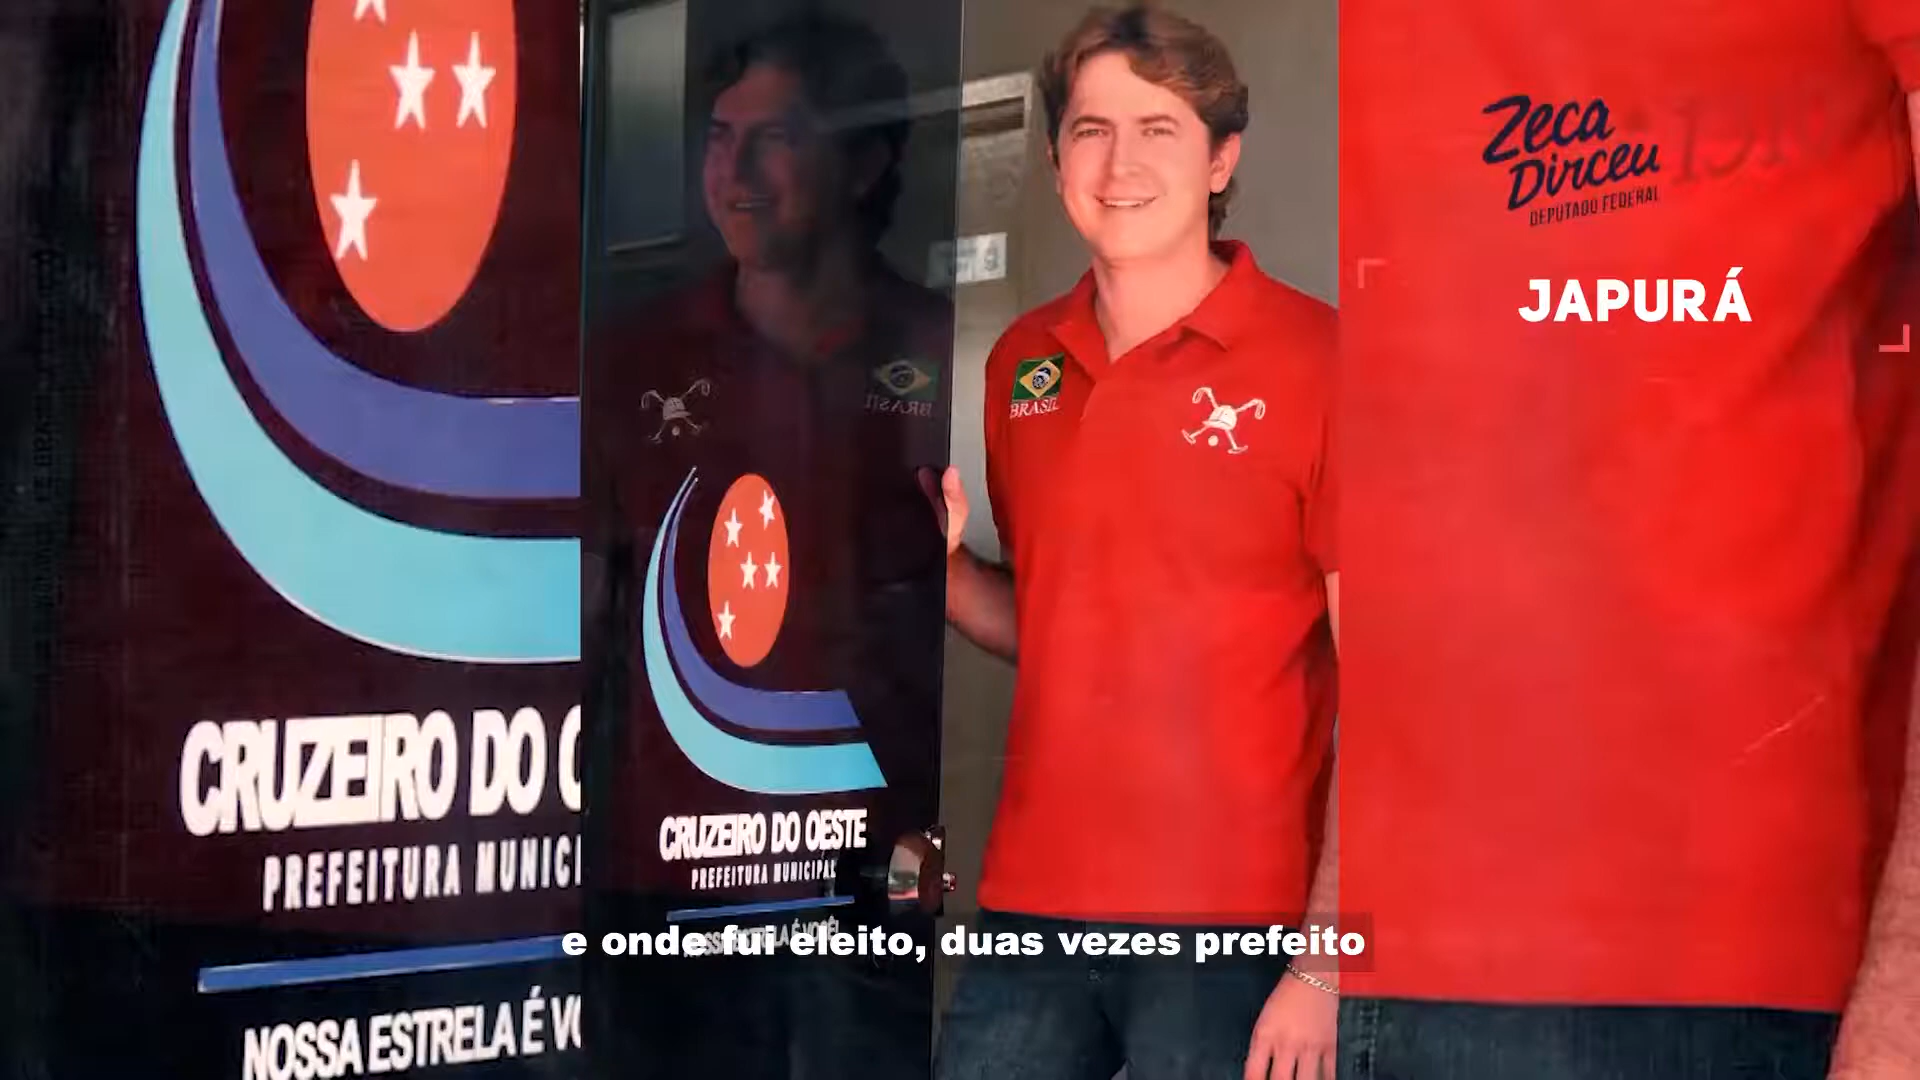 CRUZEIRO DO
PREFEITURA MUNICI
NOSSA ESTRELA É
BRASIL
BRASIL
CRUZEIRO DO OESTE
PREFEITURA MUNICIPAL
Zeca
Dirceu
DEPUTADO FEDERAL
JAPURÁ
e onde fui eleito, duas vezes prefeito